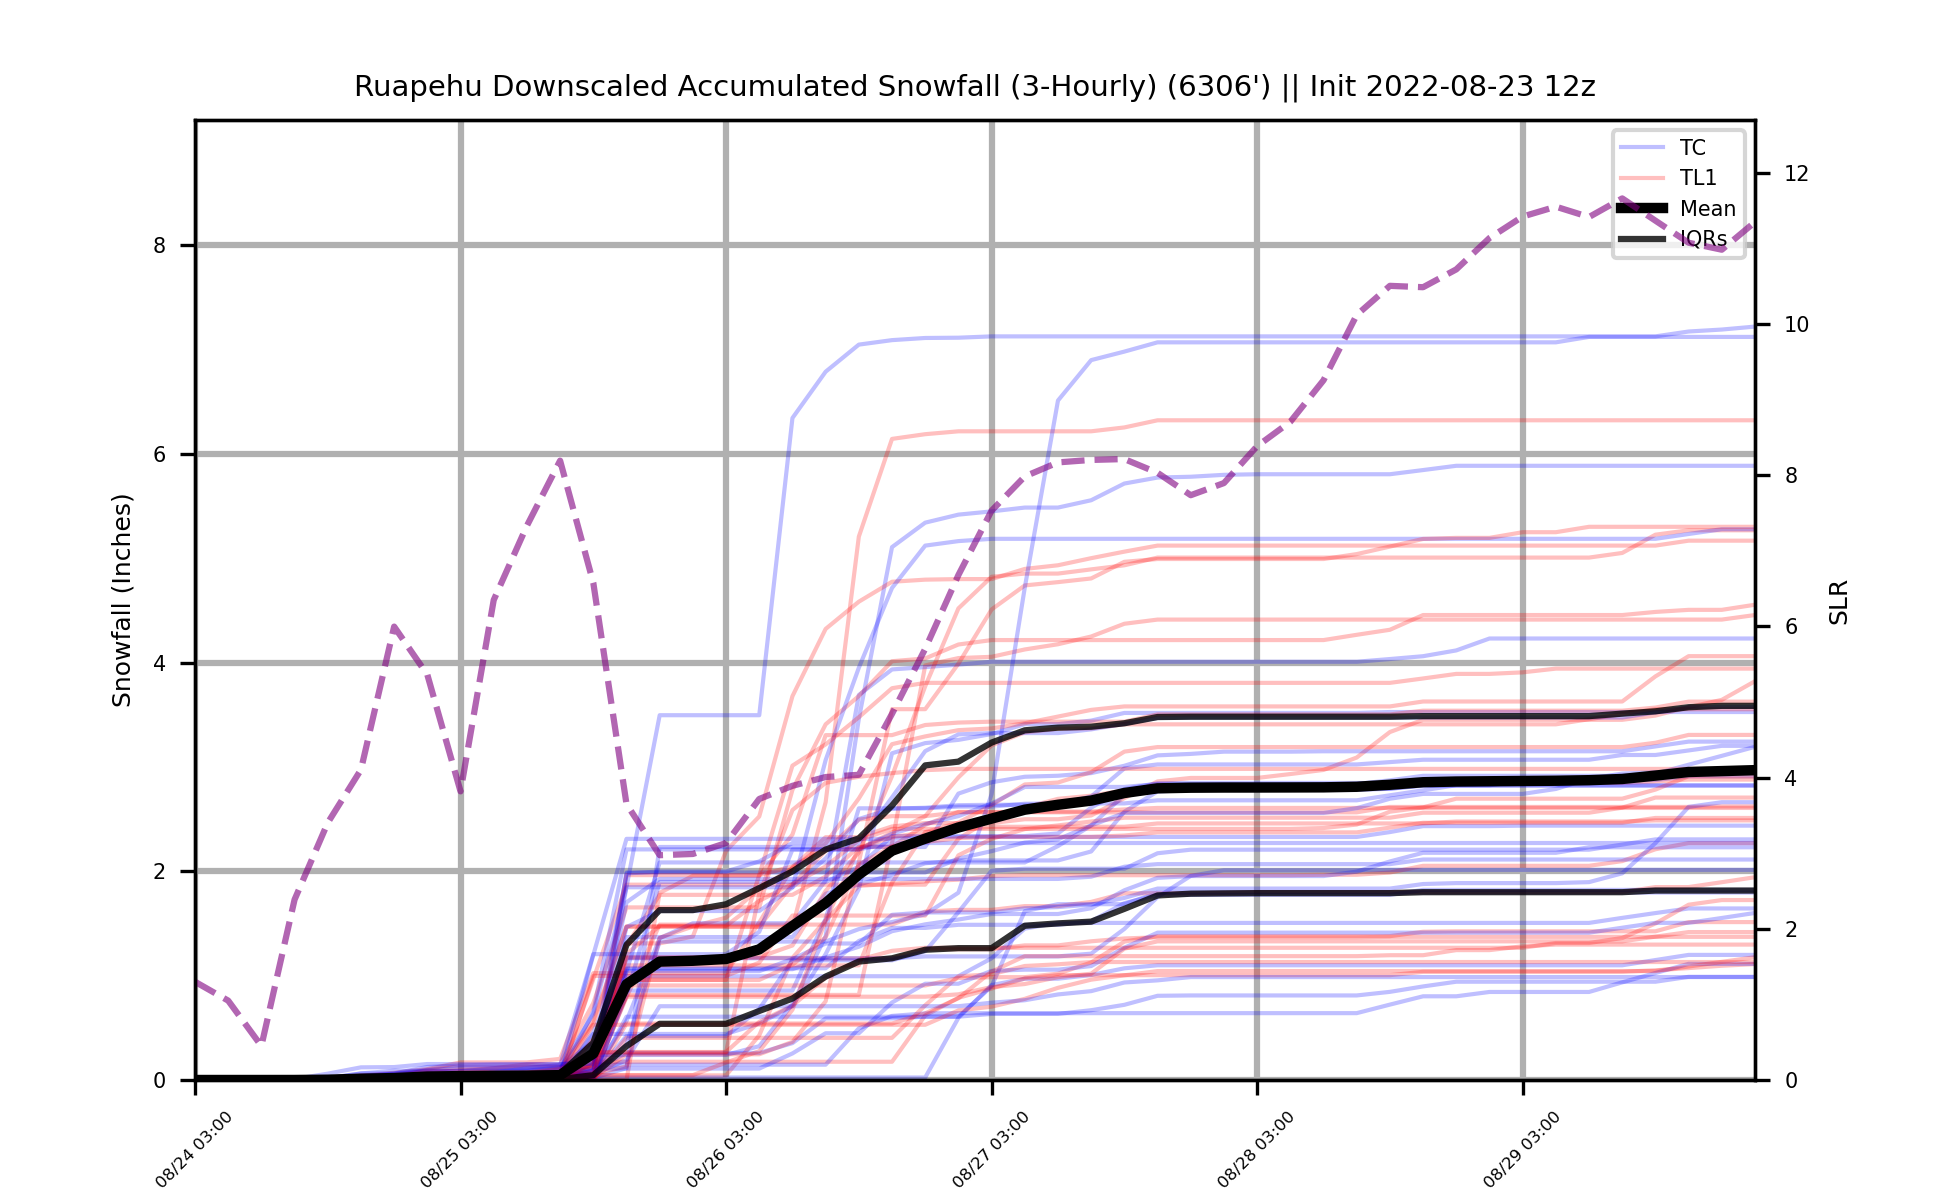 Ruapehu Downscaled Accumulated Snowfall (3-Hourly) (6306') || Init 2022-08-23 12z
TC
TL1
Mean
IQRs
Snowfall (Inches)
8
6
4
2
0
12
10
8
6
4
2
0
SLR
08/24 03:00
08/25 03:00
08/26 03:00
08/27 03:00
08/28 03:00
08/29 03:00